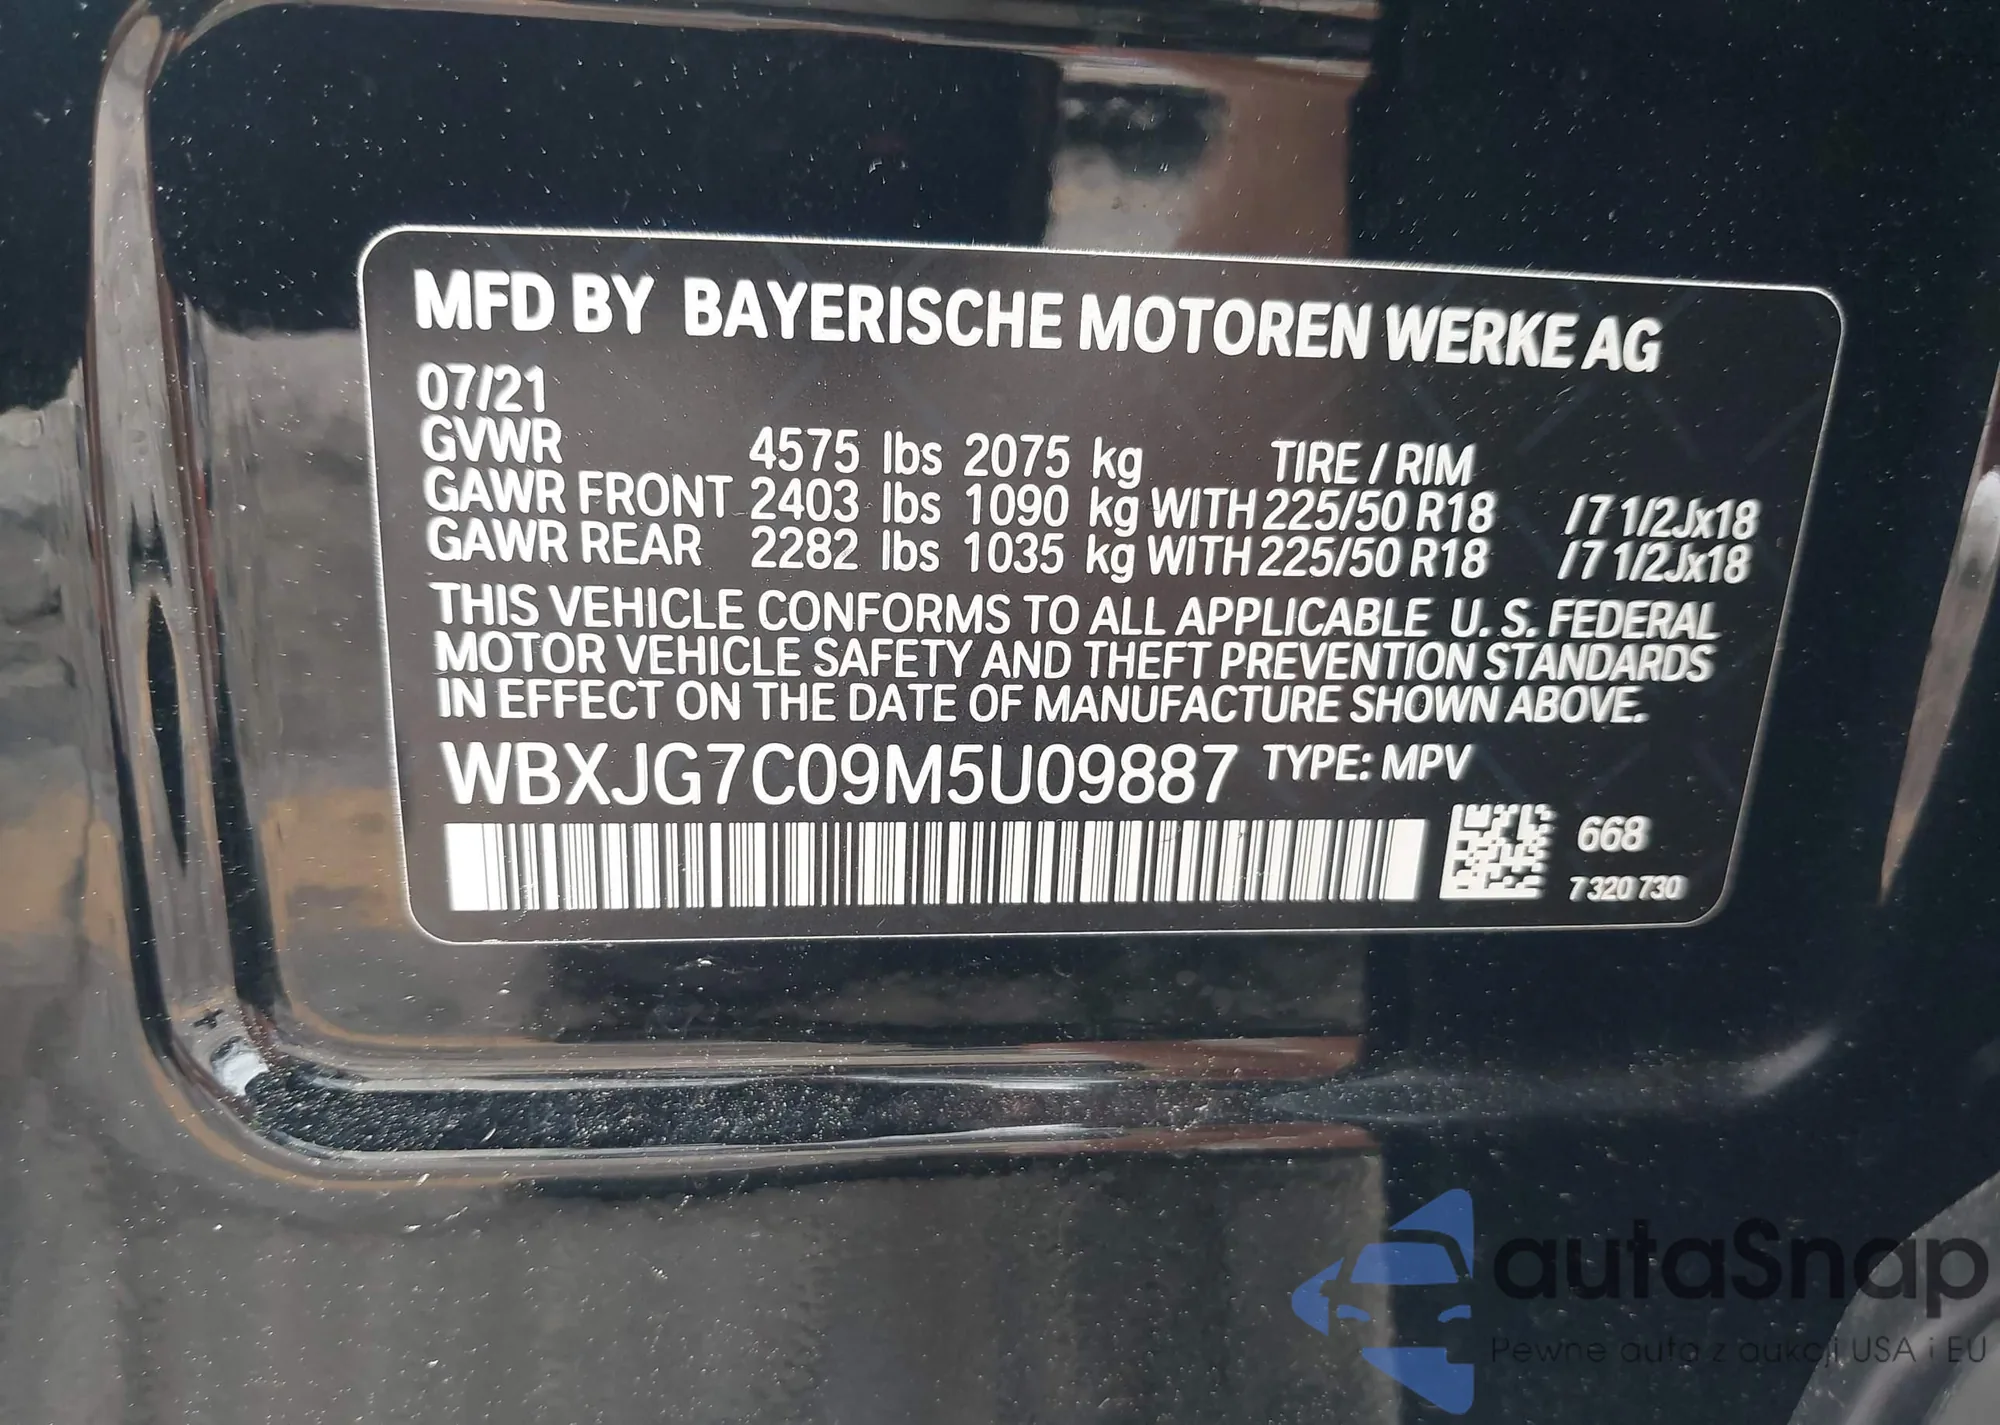 MFD BY BAYERISCHE MOTOREN WERKE AG
07/21
GVWR 4575 lbs 2075 kg TIRE / RIM
GAWR FRONT 2403 lbs 1090 kg WITH 225/50 R18 /7 1/2Jx18
GAWR REAR 2282 lbs 1035 kg WITH 225/50 R18 /7 1/2Jx18
THIS VEHICLE CONFORMS TO ALL APPLICABLE U. S. FEDERAL
MOTOR VEHICLE SAFETY AND THEFT PREVENTION STANDARDS
IN EFFECT ON THE DATE OF MANUFACTURE SHOWN ABOVE.
WBXJG7C09M5U09887 TYPE: MPV
668
7 320 730
autaSnap
Pewne auta z aukcji USA i EU